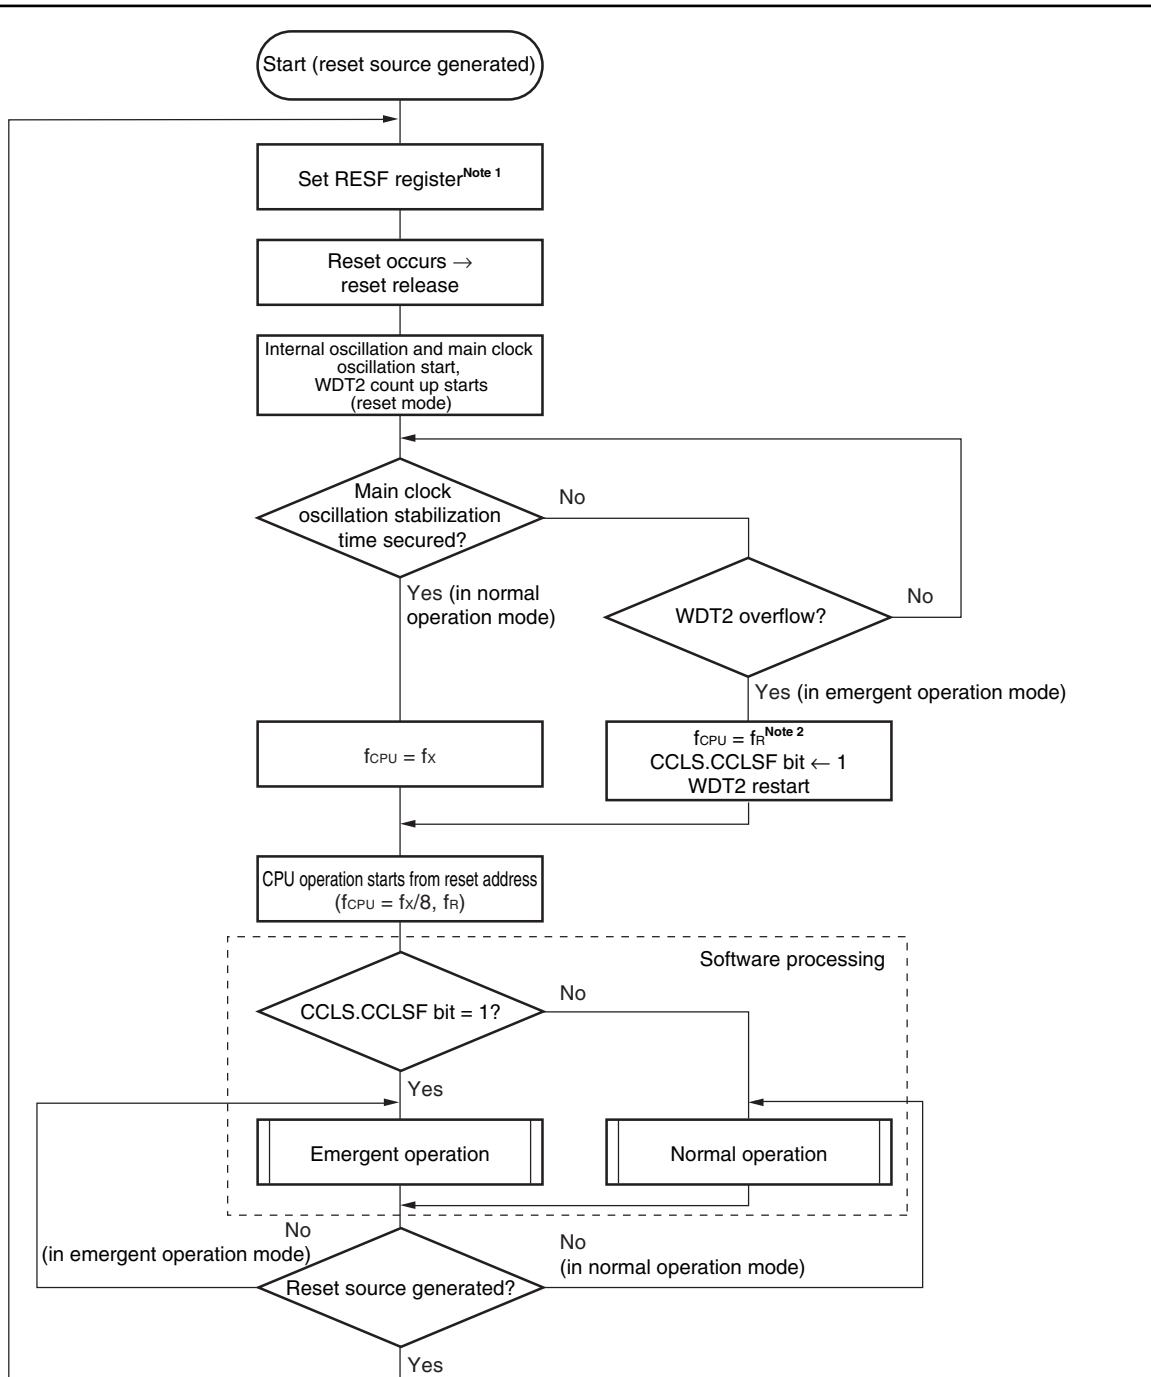 Start (reset source generated)
Set RESF registerNote 1
Reset occurs →
reset release
Internal oscillation and main clock
oscillation start,
WDT2 count up starts
(reset mode)
Main clock
oscillation stabilization
time secured?
No
Yes (in normal
operation mode)
WDT2 overflow?
No
Yes (in emergent operation mode)
fCPU = fX
fCPU = fRNote 2
CCLS.CCLSF bit ← 1
WDT2 restart
CPU operation starts from reset address
(fCPU = fX/8, fR)
Software processing
CCLS.CCLSF bit = 1?
No
Yes
Emergent operation
Normal operation
No
(in emergent operation mode)
No
(in normal operation mode)
Reset source generated?
Yes